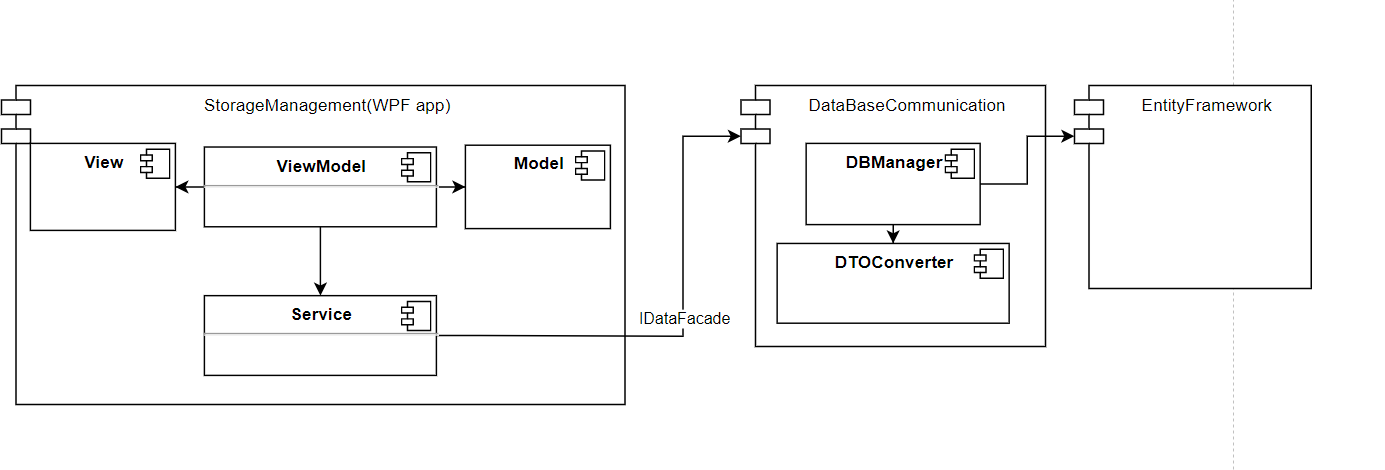 StorageManagement(WPF app)
View
ViewModel
Model
Service
IDataFacade
DataBaseCommunication
DBManager
DTOConverter
EntityFramework